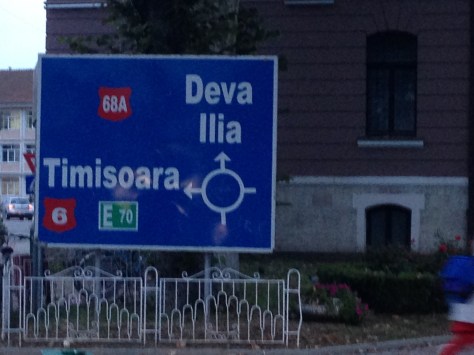 68A
Deva
Ilia
Timisoara
6
E 70